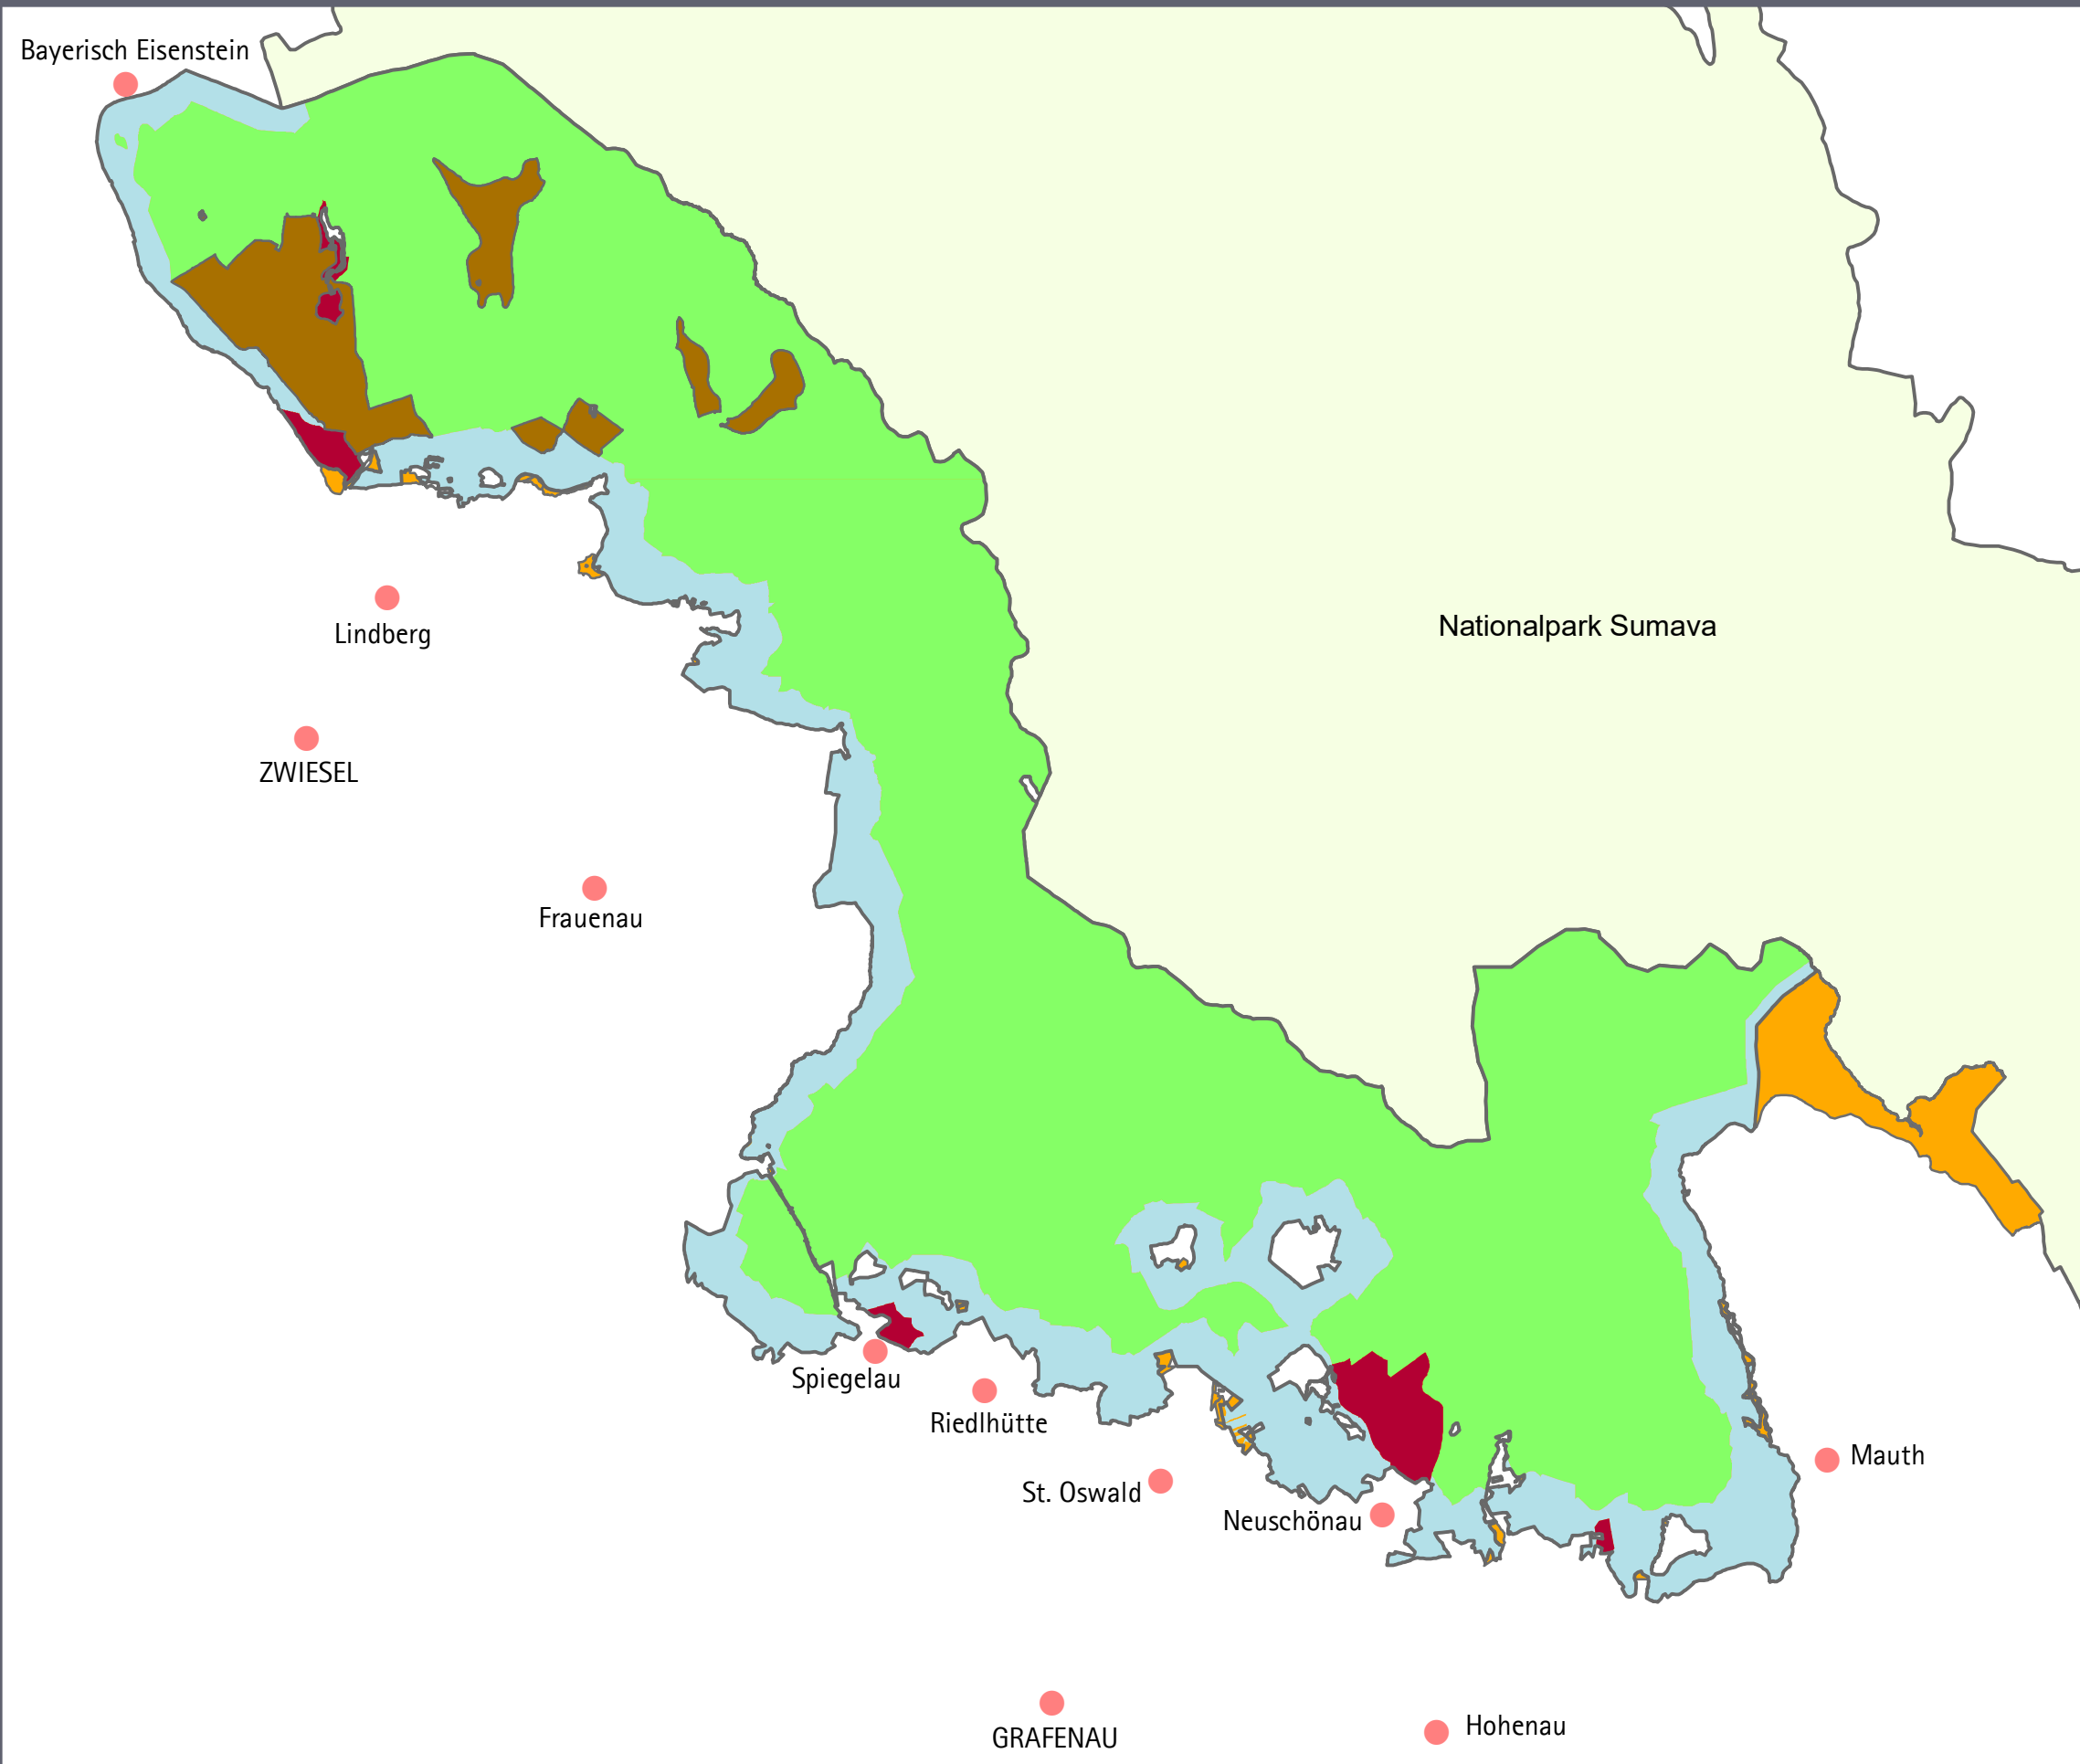 Bayerisch Eisenstein
Nationalpark Sumava
Lindberg
ZWIESEL
Frauenau
Spiegelau
Riedlhütte
Mauth
St. Oswald
Neuschönau
Hohenau
GRAFENAU